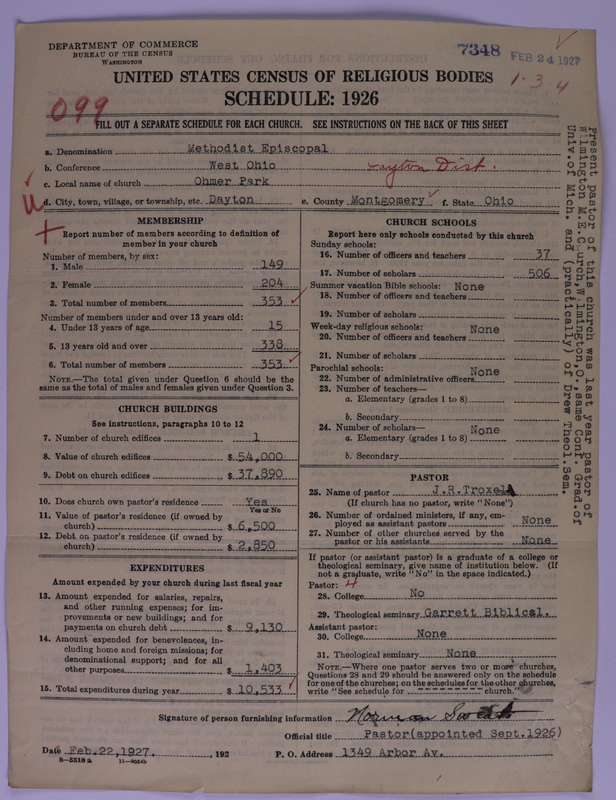 DEPARTMENT OF COMMERCE
BUREAU OF THE CENSUS
WASHINGTON
7348 FEB 24 1927
1-3-4
UNITED STATES CENSUS OF RELIGIOUS BODIES
SCHEDULE: 1926
099
FILL OUT A SEPARATE SCHEDULE FOR EACH CHURCH. SEE INSTRUCTIONS ON THE BACK OF THIS SHEET
a. Denomination Methodist Episcopal
b. Conference West Ohio Dayton Dist.
c. Local name of church Ohmer Park
d. City, town, village, or township, etc. Dayton e. County Montgomery f. State Ohio
Present pastor of this church was last year pastor of
Wilmington M.E.Church,Wilmington,O.,same Conf. Grad.of
Univ.of Mich. and (practically) of Drew Theol.Sem.
MEMBERSHIP
Report number of members according to definition of
member in your church
Number of members, by sex:
1. Male 149
2. Female 204
3. Total number of members 353
Number of members under and over 13 years old:
4. Under 13 years of age 15
5. 13 years old and over 338
6. Total number of members 353
NOTE.—The total given under Question 6 should be the
same as the total of males and females given under Question 3.
CHURCH BUILDINGS
See instructions, paragraphs 10 to 12
7. Number of church edifices 1
8. Value of church edifices $ 54,000
9. Debt on church edifices $ 37,890
10. Does church own pastor's residence Yes
Yes or No
11. Value of pastor's residence (if owned by
church) $ 6,500
12. Debt on pastor's residence (if owned by
church) $ 2,850
EXPENDITURES
Amount expended by your church during last fiscal year
13. Amount expended for salaries, repairs,
and other running expenses; for im-
provements or new buildings; and for
payments on church debt $ 9,130
14. Amount expended for benevolences, in-
cluding home and foreign missions; for
denominational support; and for all
other purposes $ 1,403
15. Total expenditures during year $ 10,533
CHURCH SCHOOLS
Report here only schools conducted by this church
Sunday schools:
16. Number of officers and teachers 37
17. Number of scholars 506
Summer vacation Bible schools: None
18. Number of officers and teachers
19. Number of scholars
Week-day religious schools: None
20. Number of officers and teachers
21. Number of scholars
Parochial schools: None
22. Number of administrative officers
23. Number of teachers—
a. Elementary (grades 1 to 8)
b. Secondary
24. Number of scholars— None
a. Elementary (grades 1 to 8)
b. Secondary
PASTOR
25. Name of pastor J.R.Troxell
(If church has no pastor, write "None")
26. Number of ordained ministers, if any, em-
ployed as assistant pastors None
27. Number of other churches served by the
pastor or his assistants None
If pastor (or assistant pastor) is a graduate of a college or
theological seminary, give name of institution below. (If
not a graduate, write "No" in the space indicated.)
Pastor: 4
28. College No
29. Theological seminary Garrett Biblical.
Assistant pastor:
30. College None
31. Theological seminary None
NOTE.—Where one pastor serves two or more churches,
Questions 28 and 29 should be answered only on the schedule
for one of the churches; on the schedules for the other churches,
write "See schedule for church."
Signature of person furnishing information Norman Sweet
Official title Pastor(appointed Sept.1926)
Date Feb.22,1927. , 192 P. O. Address 1349 Arbor Av.
8-5518 a 11-9034b